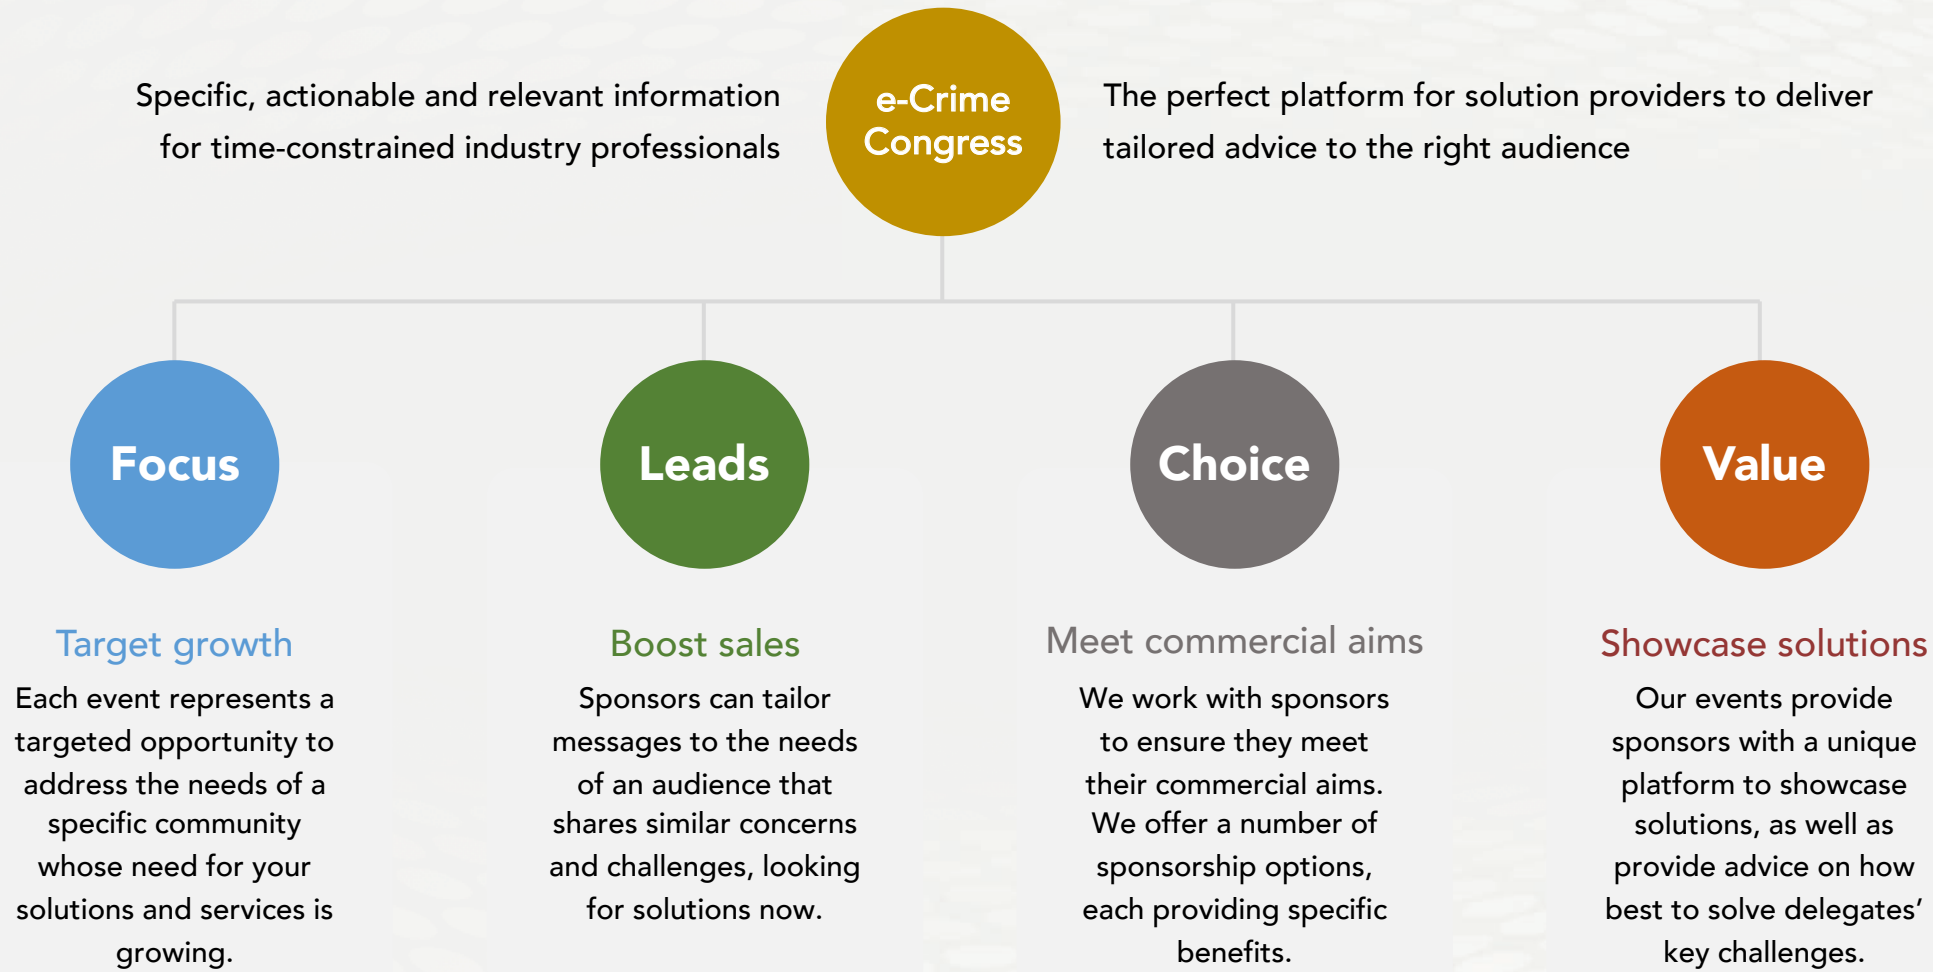 Specific, actionable and relevant information
for time-constrained industry professionals
e-Crime
Congress
The perfect platform for solution providers to deliver
tailored advice to the right audience
Focus
Target growth
Each event represents a
targeted opportunity to
address the needs of a
specific community
whose need for your
solutions and services is
growing.
Leads
Boost sales
Sponsors can tailor
messages to the needs
of an audience that
shares similar concerns
and challenges, looking
for solutions now.
Choice
Meet commercial aims
We work with sponsors
to ensure they meet
their commercial aims.
We offer a number of
sponsorship options,
each providing specific
benefits.
Value
Showcase solutions
Our events provide
sponsors with a unique
platform to showcase
solutions, as well as
provide advice on how
best to solve delegates’
key challenges.